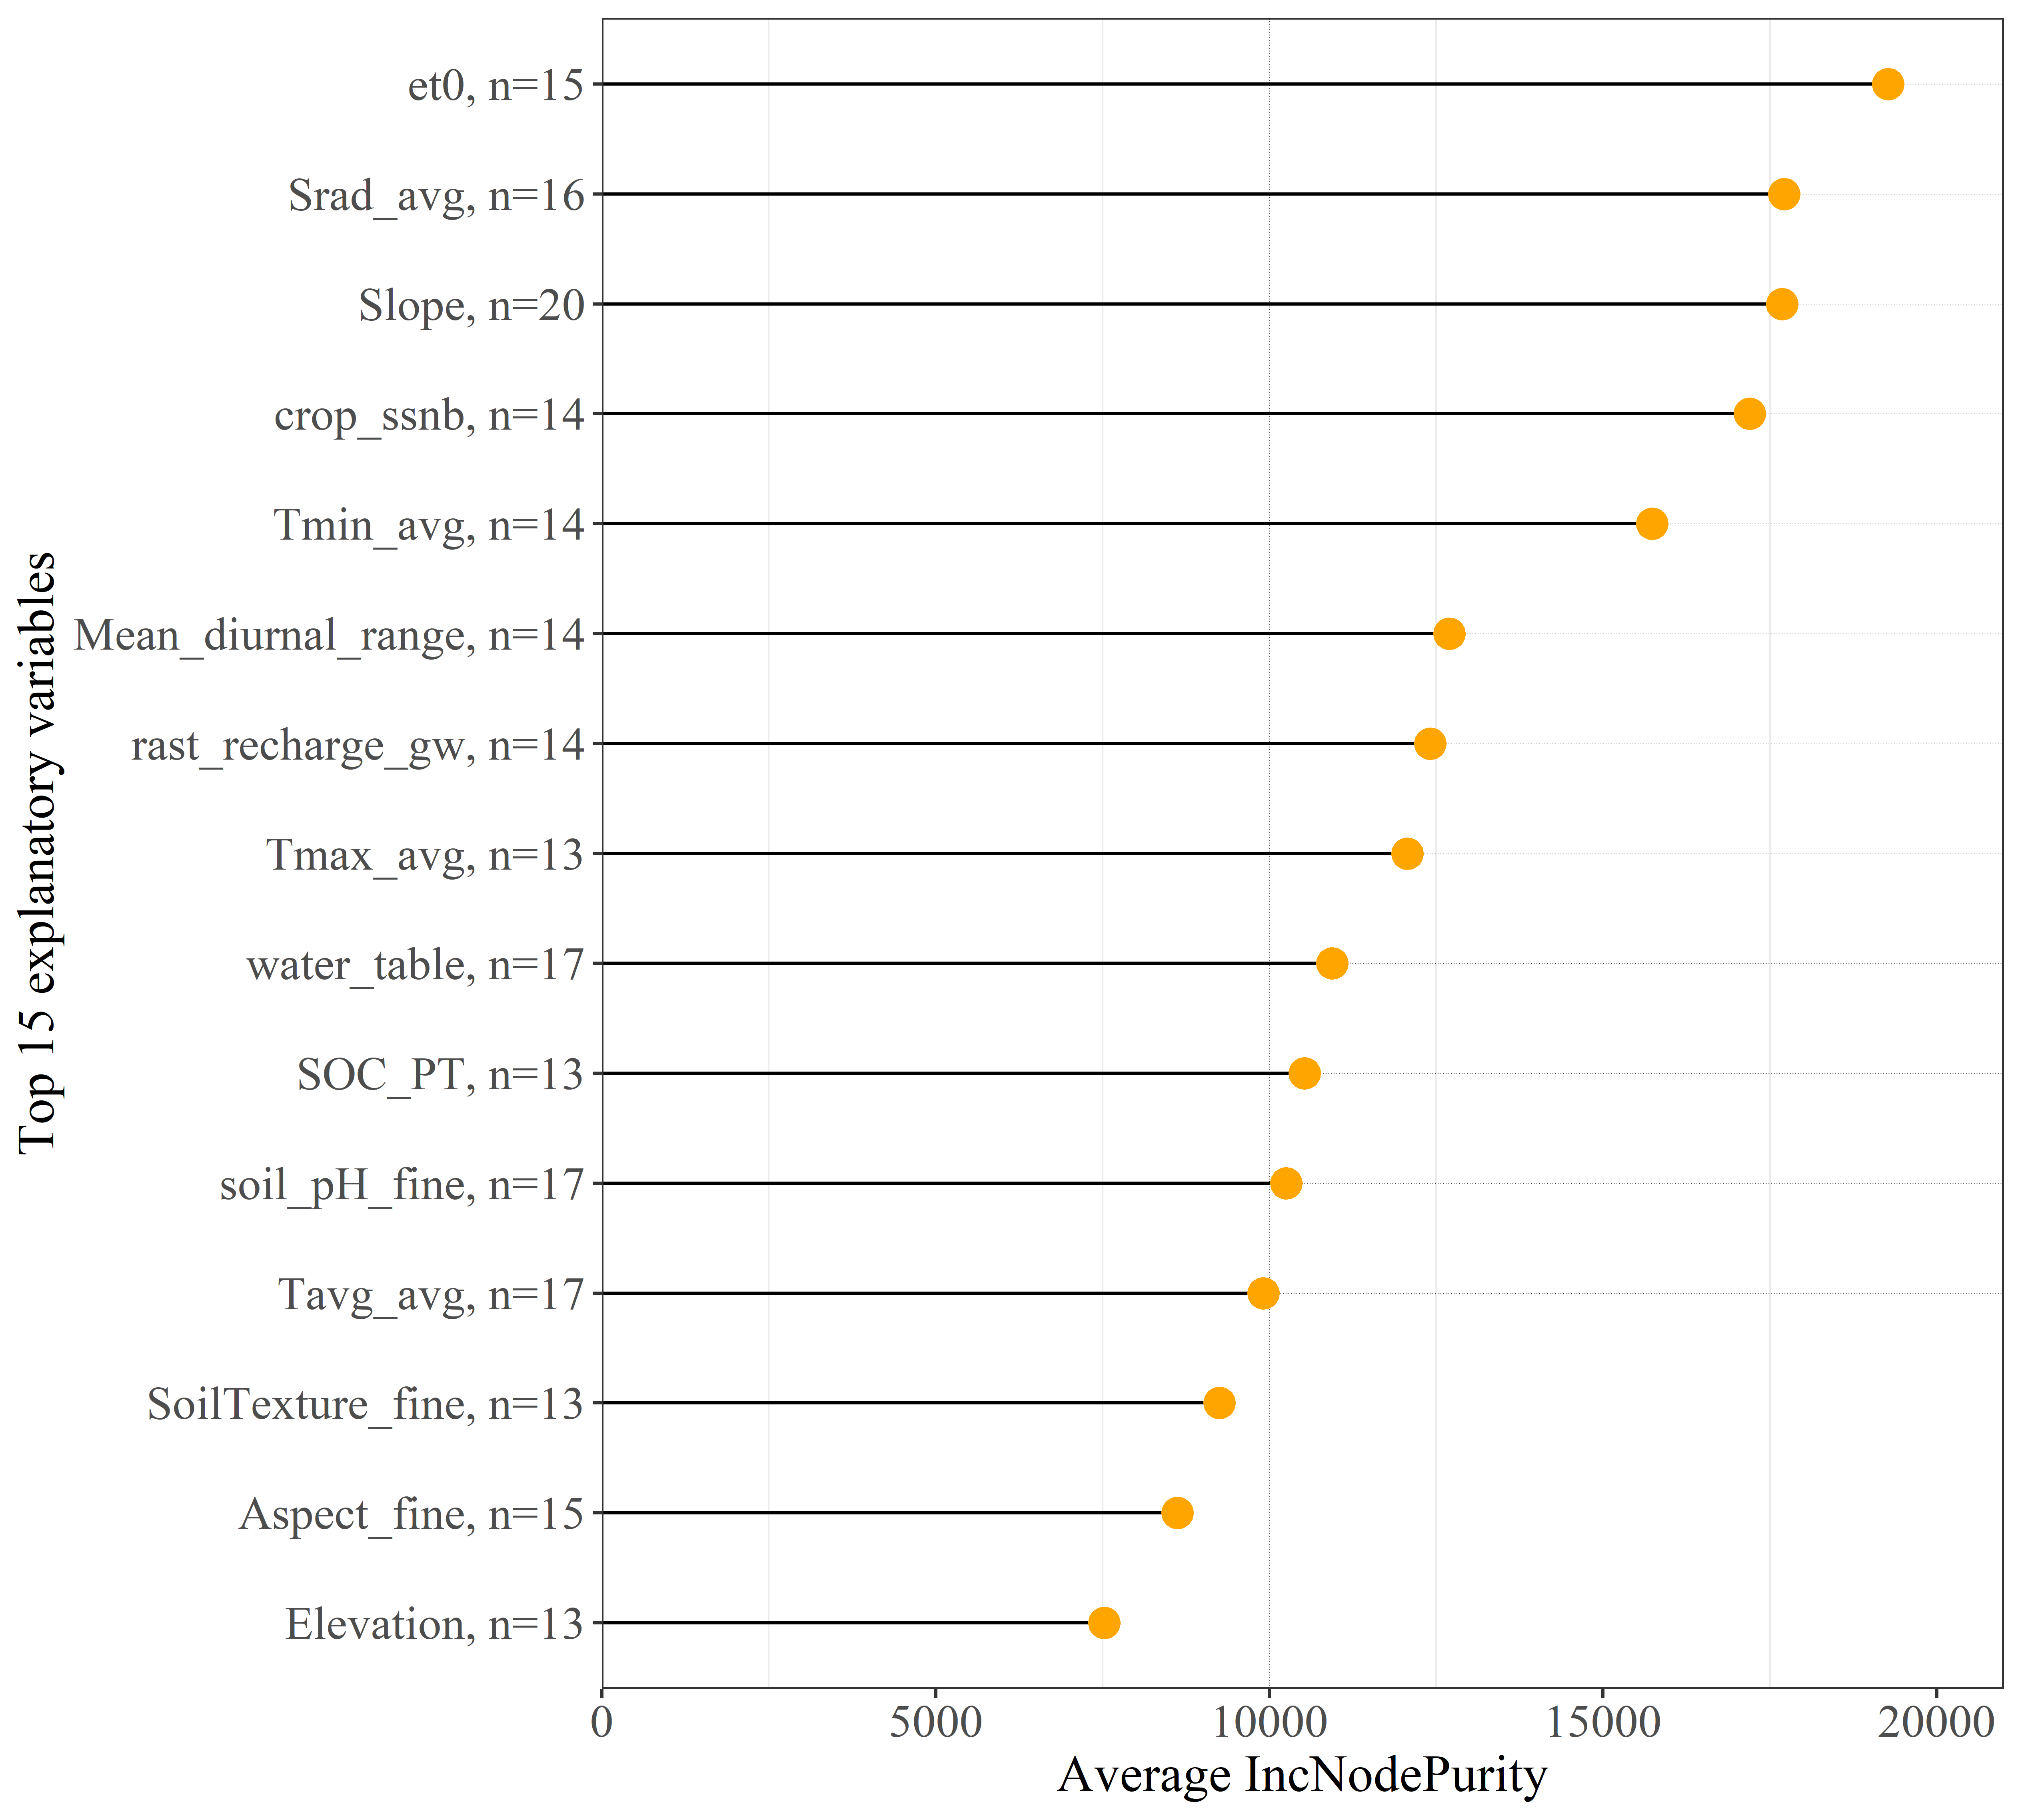 Top 15 explanatory variables
et0, n=15
Srad_avg, n=16
Slope, n=20
crop_ssnb, n=14
Tmin_avg, n=14
Mean_diurnal_range, n=14
rast_recharge_gw, n=14
Tmax_avg, n=13
water_table, n=17
SOC_PT, n=13
soil_pH_fine, n=17
Tavg_avg, n=17
SoilTexture_fine, n=13
Aspect_fine, n=15
Elevation, n=13
0 5000 10000 15000 20000
Average IncNodePurity